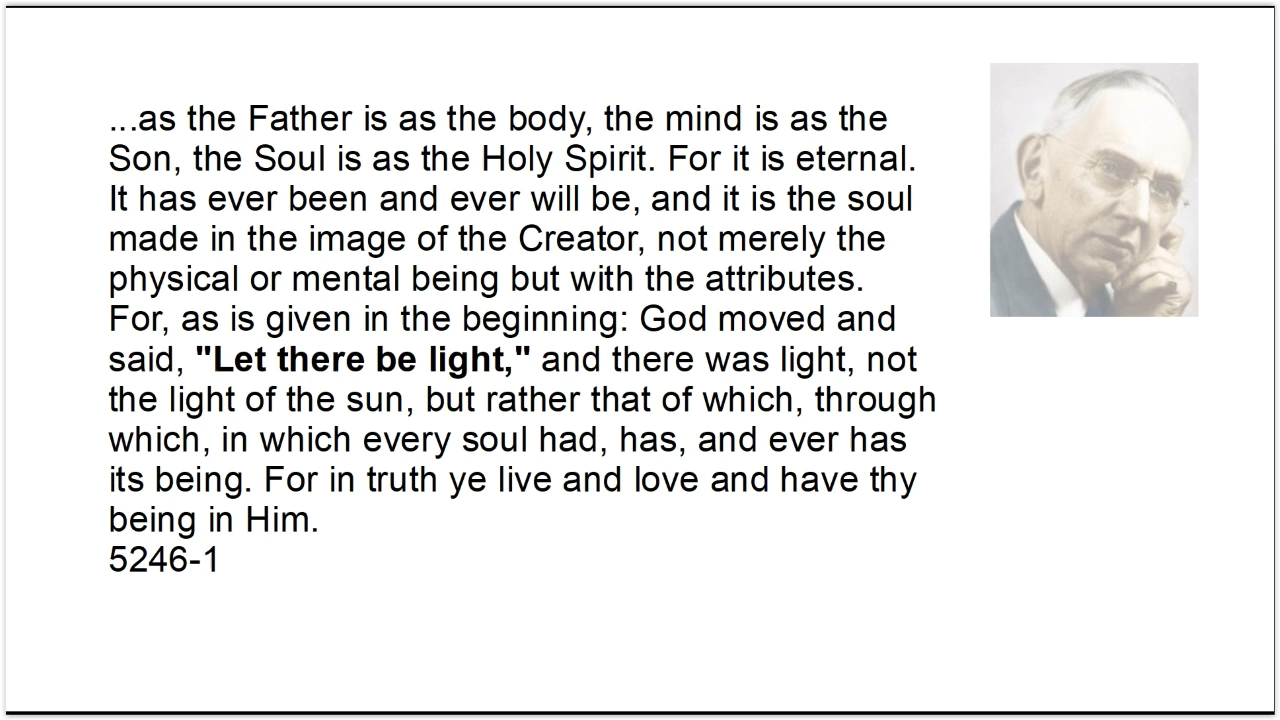 ...as the Father is as the body, the mind is as the
Son, the Soul is as the Holy Spirit. For it is eternal.
It has ever been and ever will be, and it is the soul
made in the image of the Creator, not merely the
physical or mental being but with the attributes.
For, as is given in the beginning: God moved and
said, "Let there be light," and there was light, not
the light of the sun, but rather that of which, through
which, in which every soul had, has, and ever has
its being. For in truth ye live and love and have thy
being in Him.
5246-1